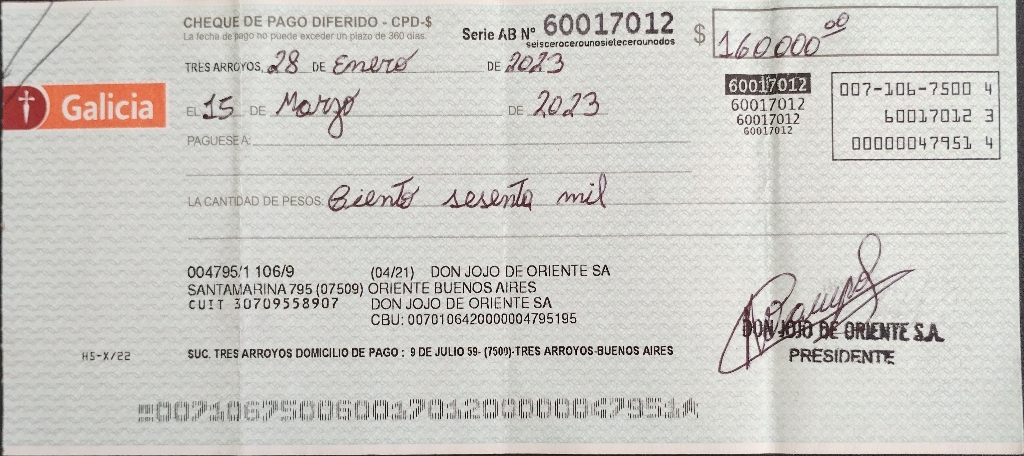 CHEQUE DE PAGO DIFERIDO - CPD-$
La fecha de pago no puede exceder un plazo de 360 días.
Serie AB Nº 60017012
seiscerocerounosietecerounodos
$ 160000 00
TRES ARROYOS, 28 DE Enero DE 2023
Galicia
EL 15 DE Marzo DE 2023
60017012
60017012
60017012
60017012
007-106-7500 4
60017012 3
00000047951 4
PAGUESE A:
LA CANTIDAD DE PESOS: Ciento sesenta mil
004795/1 106/9 (04/21) DON JOJO DE ORIENTE SA
SANTAMARINA 795 (07509) ORIENTE BUENOS AIRES
CUIT 30709558907 DON JOJO DE ORIENTE SA
CBU: 0070106420000004795195
DON JOJO DE ORIENTE S.A.
PRESIDENTE
HS-X/22
SUC. TRES ARROYOS DOMICILIO DE PAGO : 9 DE JULIO 59- (7500)-TRES ARROYOS-BUENOS AIRES